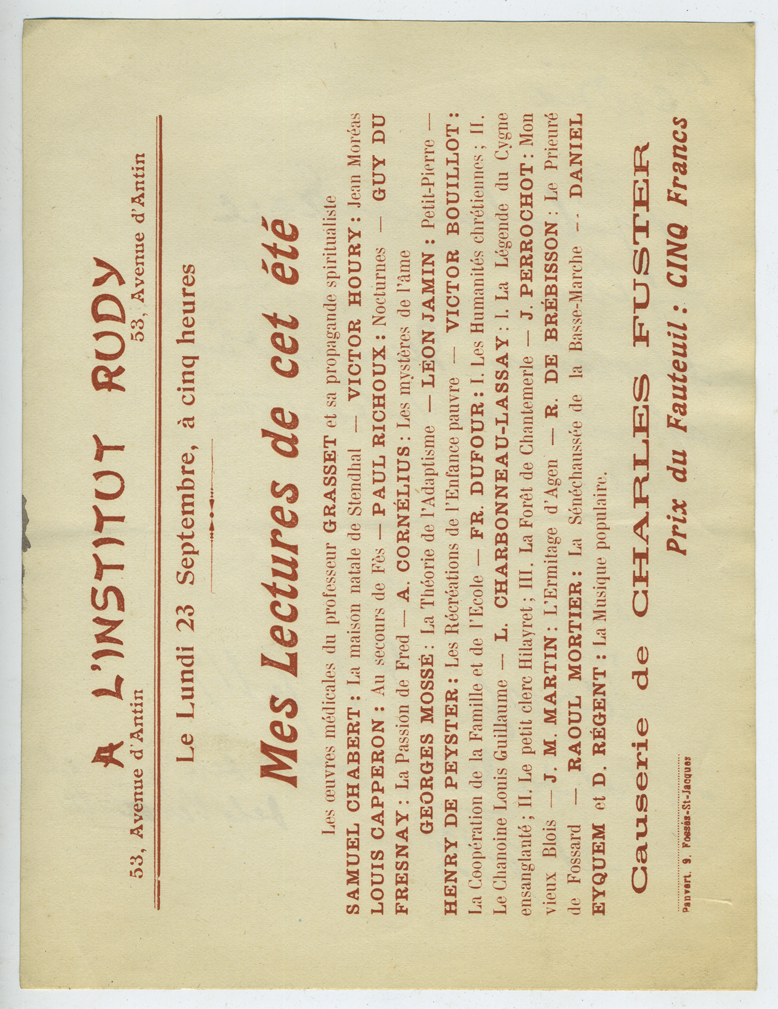 A L'INSTITUT RUDY
53, Avenue d'Antin 53, Avenue d'Antin
Le Lundi 23 Septembre, à cinq heures
Mes Lectures de cet été
Les œuvres médicales du professeur GRASSET et sa propagande spiritualiste
SAMUEL CHABERT : La maison natale de Stendhal — VICTOR HOURY : Jean Moréas
LOUIS CAPPERON : Au secours de Fès — PAUL RICHOUX : Nocturnes — GUY DU
FRESNAY : La Passion de Fred — A. CORNÉLIUS : Les mystères de l'âme
GEORGES MOSSÉ : La Théorie de l'Adaptisme — LÉON JAMIN : Petit-Pierre —
HENRY DE PEYSTER : Les Récréations de l'Enfance pauvre — VICTOR BOUILLOT :
La Coopération de la Famille et de l'Ecole — FR. DUFOUR : I. Les Humanités chrétiennes ; II.
Le Chanoine Louis Guillaume — L. CHARBONNEAU-LASSAY : I. La Légende du Cygne
ensanglanté ; II. Le petit clerc Hilayret ; III. La Forêt de Chantemerle — J. PERROCHOT : Mon
vieux Blois — J. M. MARTIN : L'Ermitage d'Agen — R. DE BRÉBISSON : Le Prieuré
de Fossard — RAOUL MORTIER : La Sénéchaussée de la Basse-Marche -- DANIEL
EYQUEM et D. RÉGENT : La Musique populaire.
Causerie de CHARLES FUSTER
Prix du Fauteuil : CINQ Francs
Pauvert, 9, Fossés-St-Jacques